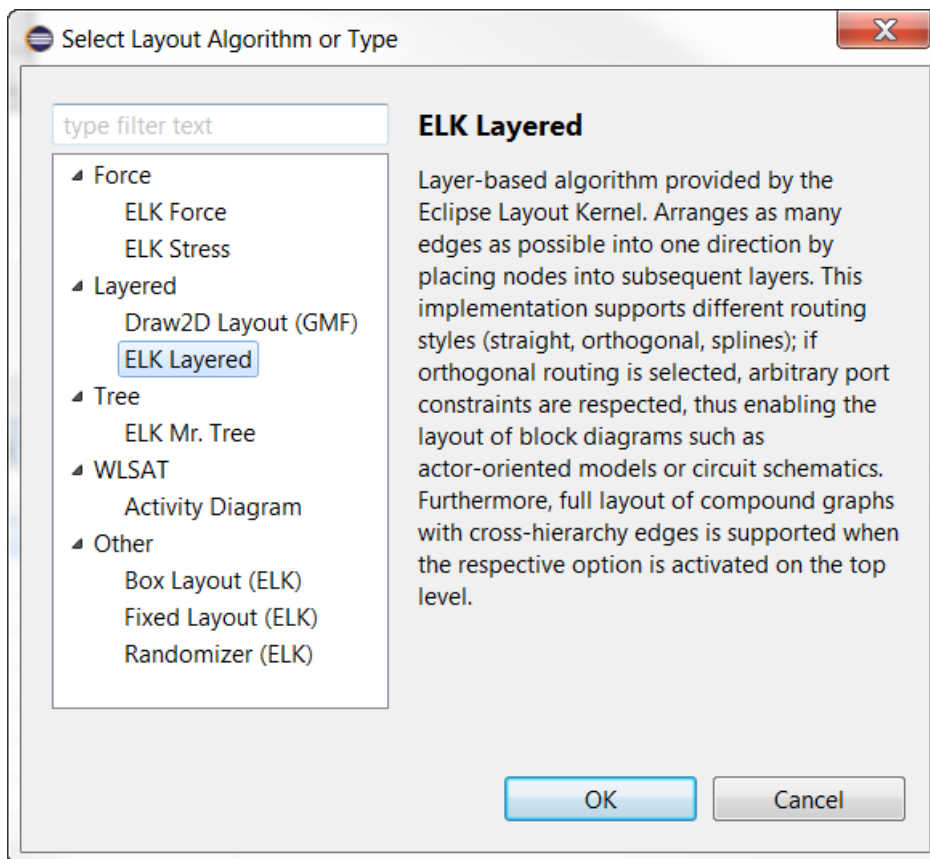 Select Layout Algorithm or Type
type filter text
Force
ELK Force
ELK Stress
Layered
Draw2D Layout (GMF)
ELK Layered
Tree
ELK Mr. Tree
WLSAT
Activity Diagram
Other
Box Layout (ELK)
Fixed Layout (ELK)
Randomizer (ELK)
ELK Layered
Layer-based algorithm provided by the
Eclipse Layout Kernel. Arranges as many
edges as possible into one direction by
placing nodes into subsequent layers. This
implementation supports different routing
styles (straight, orthogonal, splines); if
orthogonal routing is selected, arbitrary port
constraints are respected, thus enabling the
layout of block diagrams such as
actor-oriented models or circuit schematics.
Furthermore, full layout of compound graphs
with cross-hierarchy edges is supported when
the respective option is activated on the top
level.
OK
Cancel